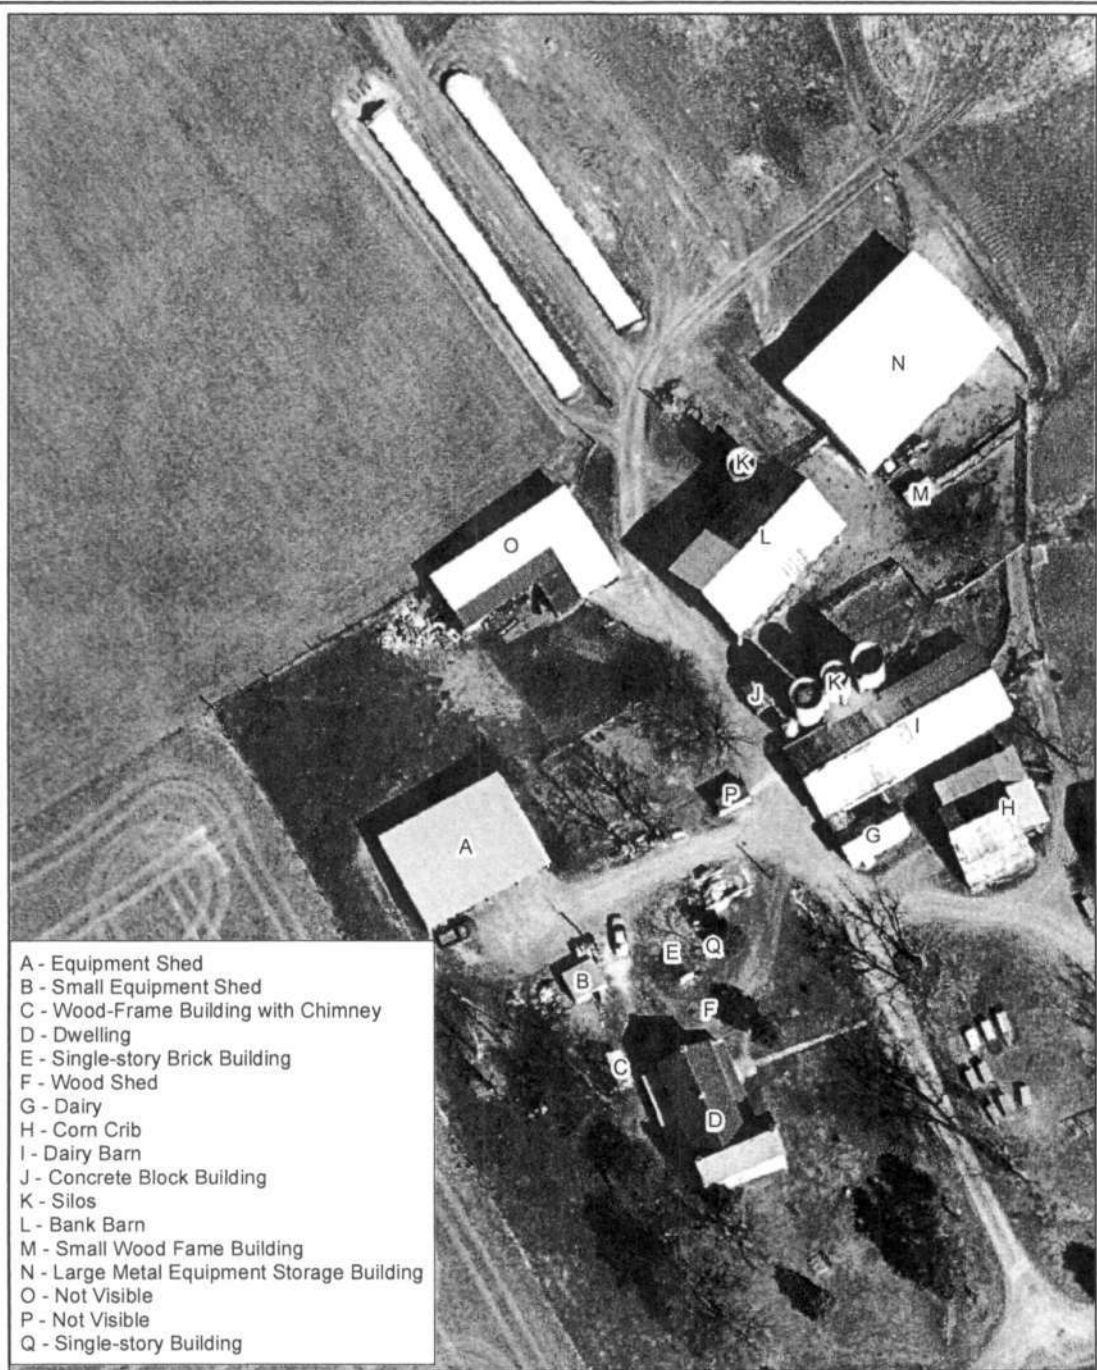 N
K
M
L
O
K
J
I
P
H
G
A
E
Q
B
F
C
D
A - Equipment Shed
B - Small Equipment Shed
C - Wood-Frame Building with Chimney
D - Dwelling
E - Single-story Brick Building
F - Wood Shed
G - Dairy
H - Corn Crib
I - Dairy Barn
J - Concrete Block Building
K - Silos
L - Bank Barn
M - Small Wood Fame Building
N - Large Metal Equipment Storage Building
O - Not Visible
P - Not Visible
Q - Single-story Building